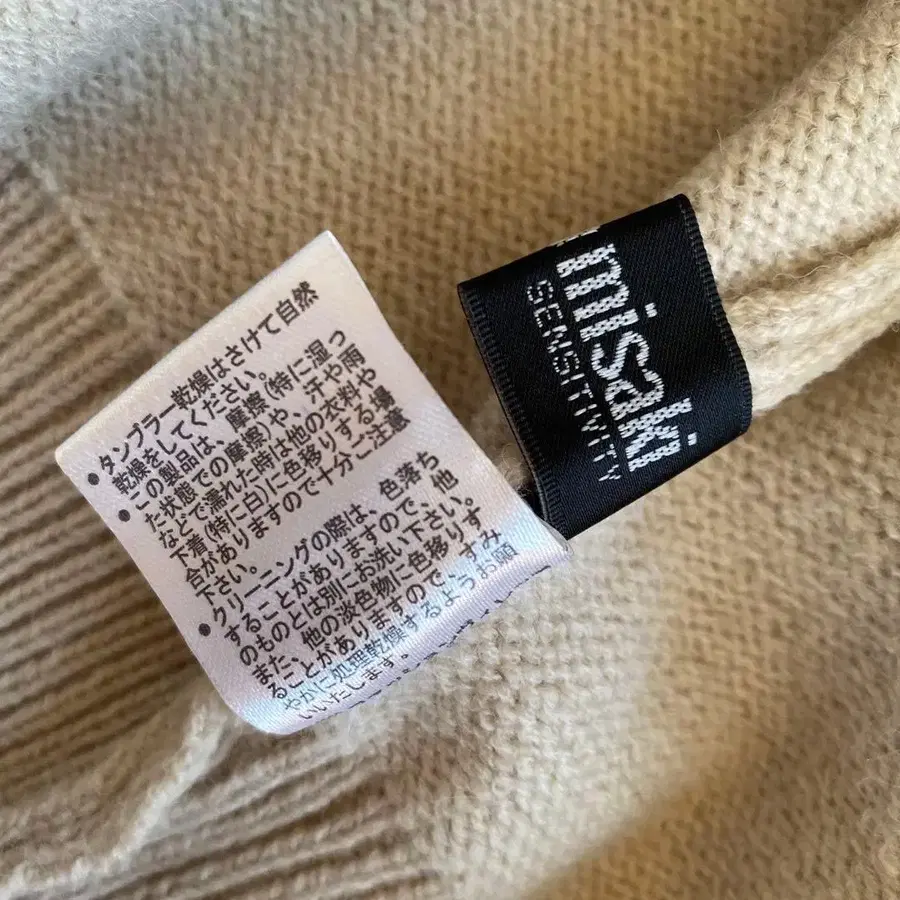 ・タンブラー乾燥はさけて自然
乾燥をしてください。
・この製品は、摩擦(特に湿っ
た状態での摩擦)や、汗や雨
などで濡れた時は他の衣料や
下着(特に白)に色移りする場
合がありますので十分ご注意
下さい。
・クリーニングの際は、色落ち
することがありますので、他
のものとは別にお洗い下さい。
また、他の淡色物に色移りす
ることがありますので、すみ
やかに処理乾燥するようお願
いいたします。
misaki
SENSITIVITY